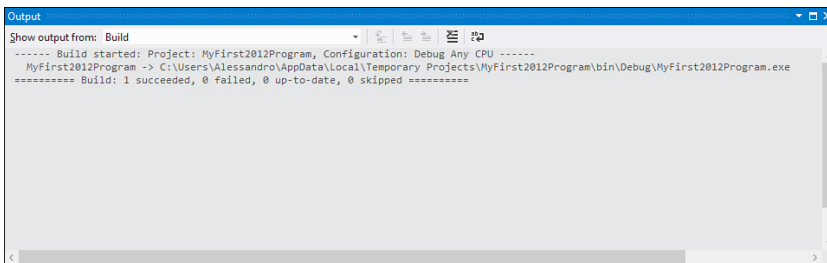 Output
Show output from: Build
------ Build started: Project: MyFirst2012Program, Configuration: Debug Any CPU ------
MyFirst2012Program -> C:\Users\Alessandro\AppData\Local\Temporary Projects\MyFirst2012Program\bin\Debug\MyFirst2012Program.exe
========== Build: 1 succeeded, 0 failed, 0 up-to-date, 0 skipped ==========